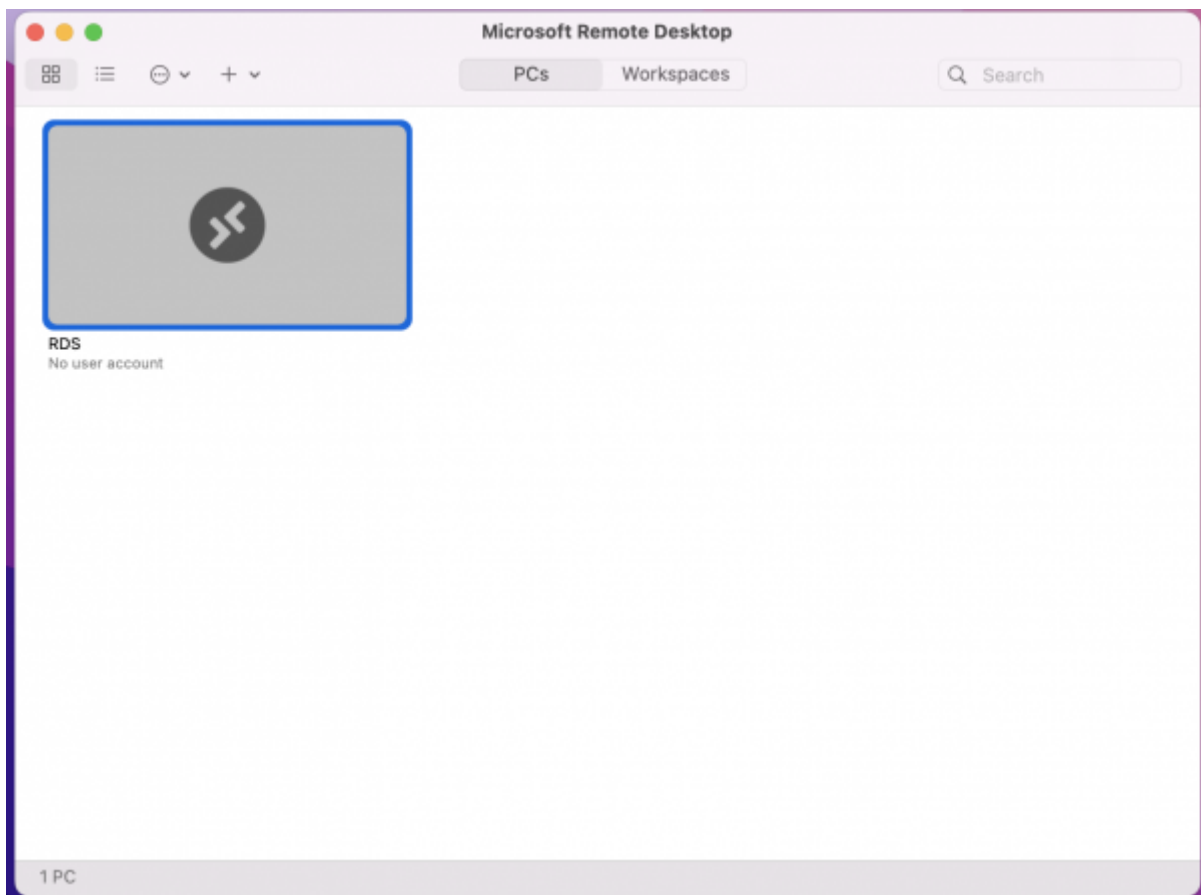 Microsoft Remote Desktop
PCs Workspaces Search
RDS
No user account
1 PC